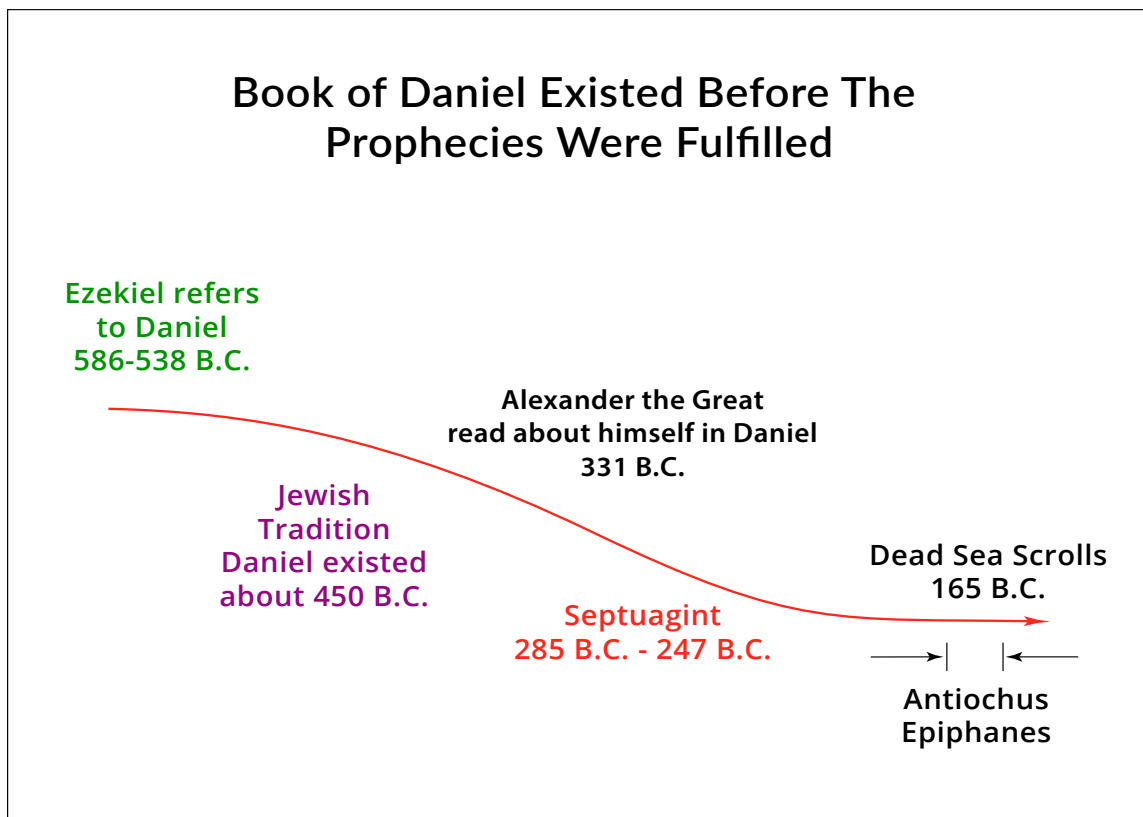 Book of Daniel Existed Before The
Prophecies Were Fulfilled
Ezekiel refers
to Daniel
586-538 B.C.
Alexander the Great
read about himself in Daniel
331 B.C.
Jewish
Tradition
Daniel existed
about 450 B.C.
Septuagint
285 B.C. - 247 B.C.
Dead Sea Scrolls
165 B.C.
Antiochus
Epiphanes